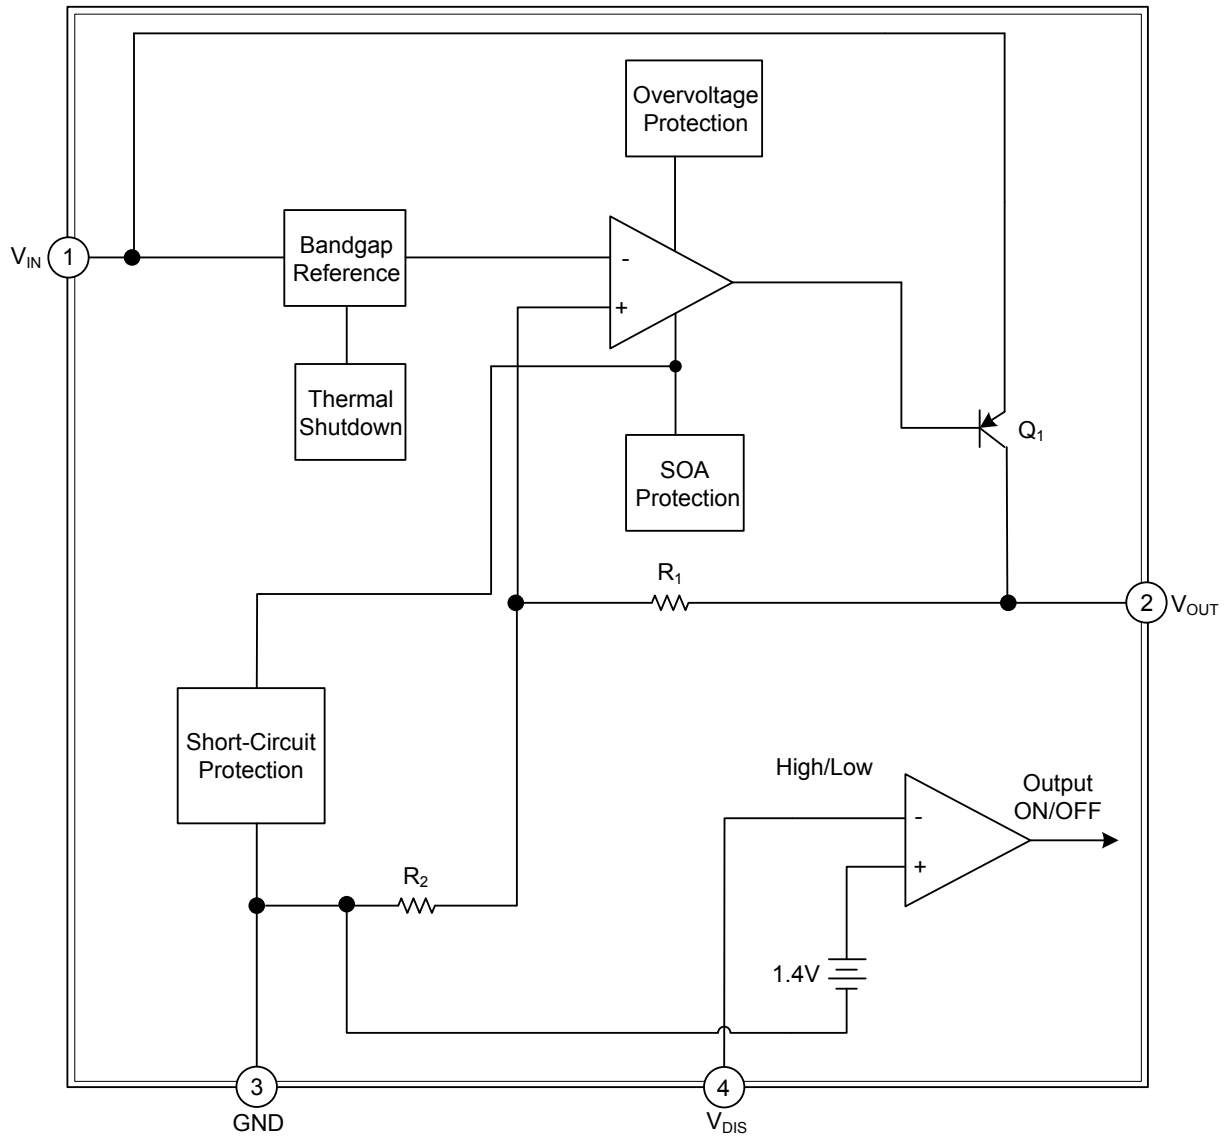 Overvoltage
Protection
V_IN
1
Bandgap
Reference
-
+
Thermal
Shutdown
Q_1
SOA
Protection
R_1
2
V_OUT
Short-Circuit
Protection
High/Low
Output
ON/OFF
-
+
R_2
1.4V
3
GND
4
V_DIS